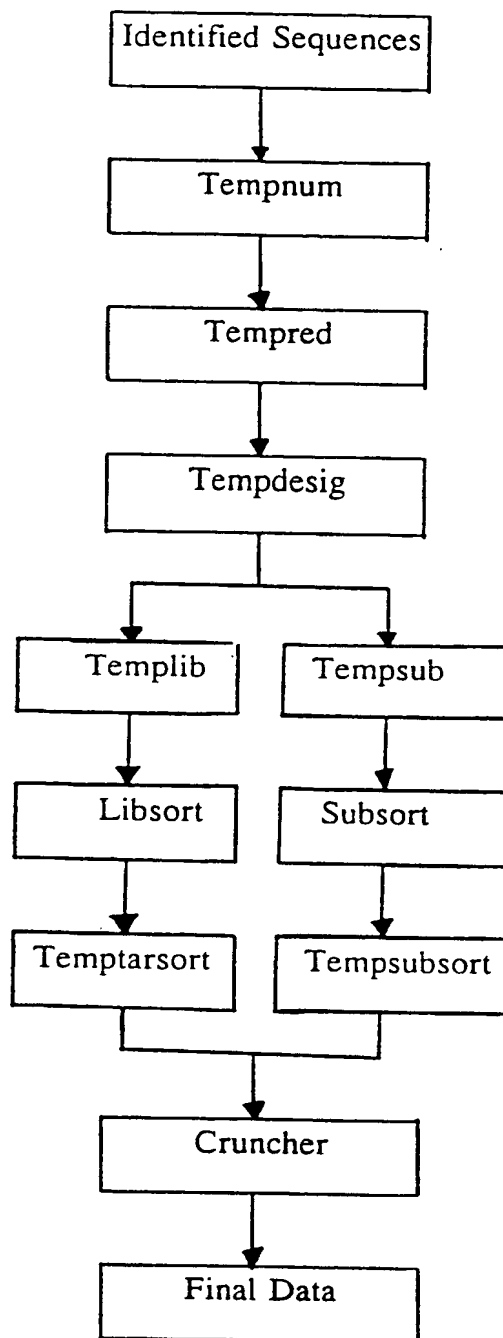 Identified Sequences
Tempnum
Tempred
Tempdesig
Templib
Tempsub
Libsort
Subsort
Temptarsort
Tempsubsort
Cruncher
Final Data